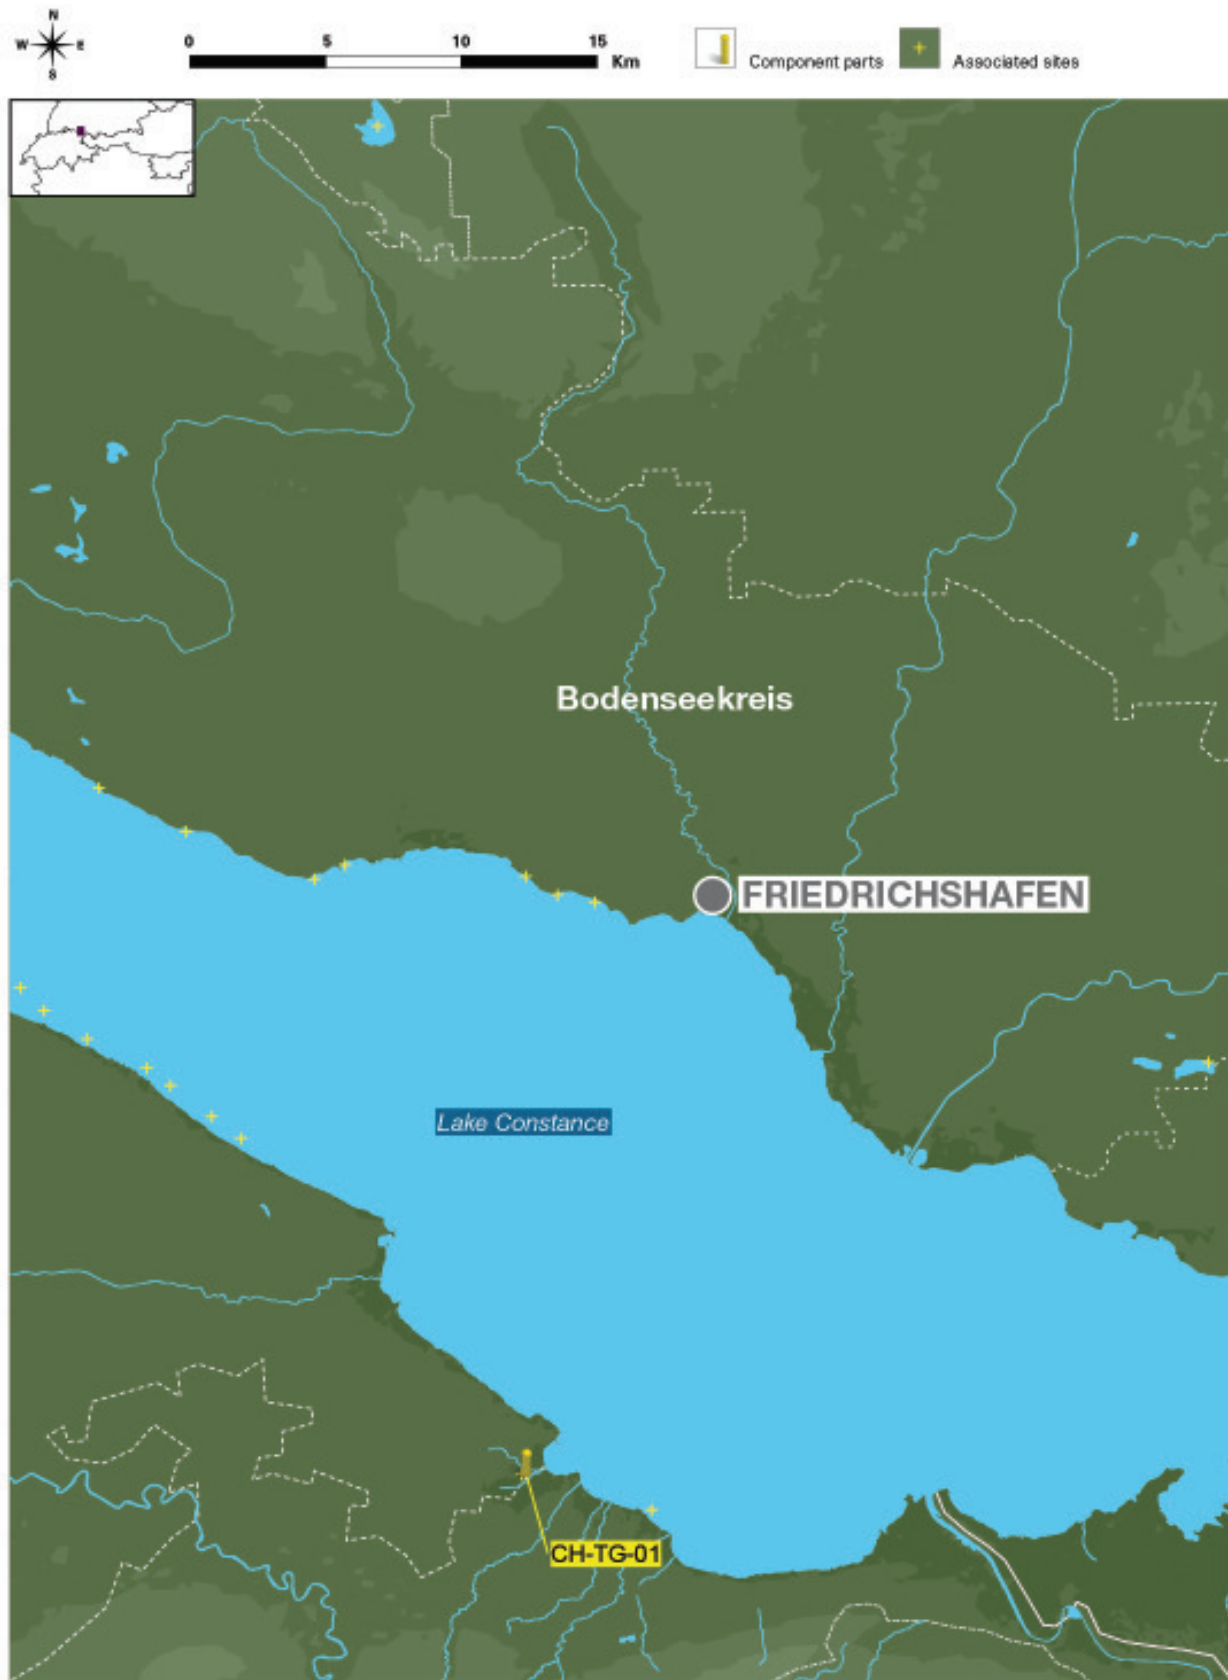 N
W E
S
0 5 10 15
Km
Component parts
Associated sites
Bodenseekreis
FRIEDRICHSHAFEN
Lake Constance
CH-TG-01